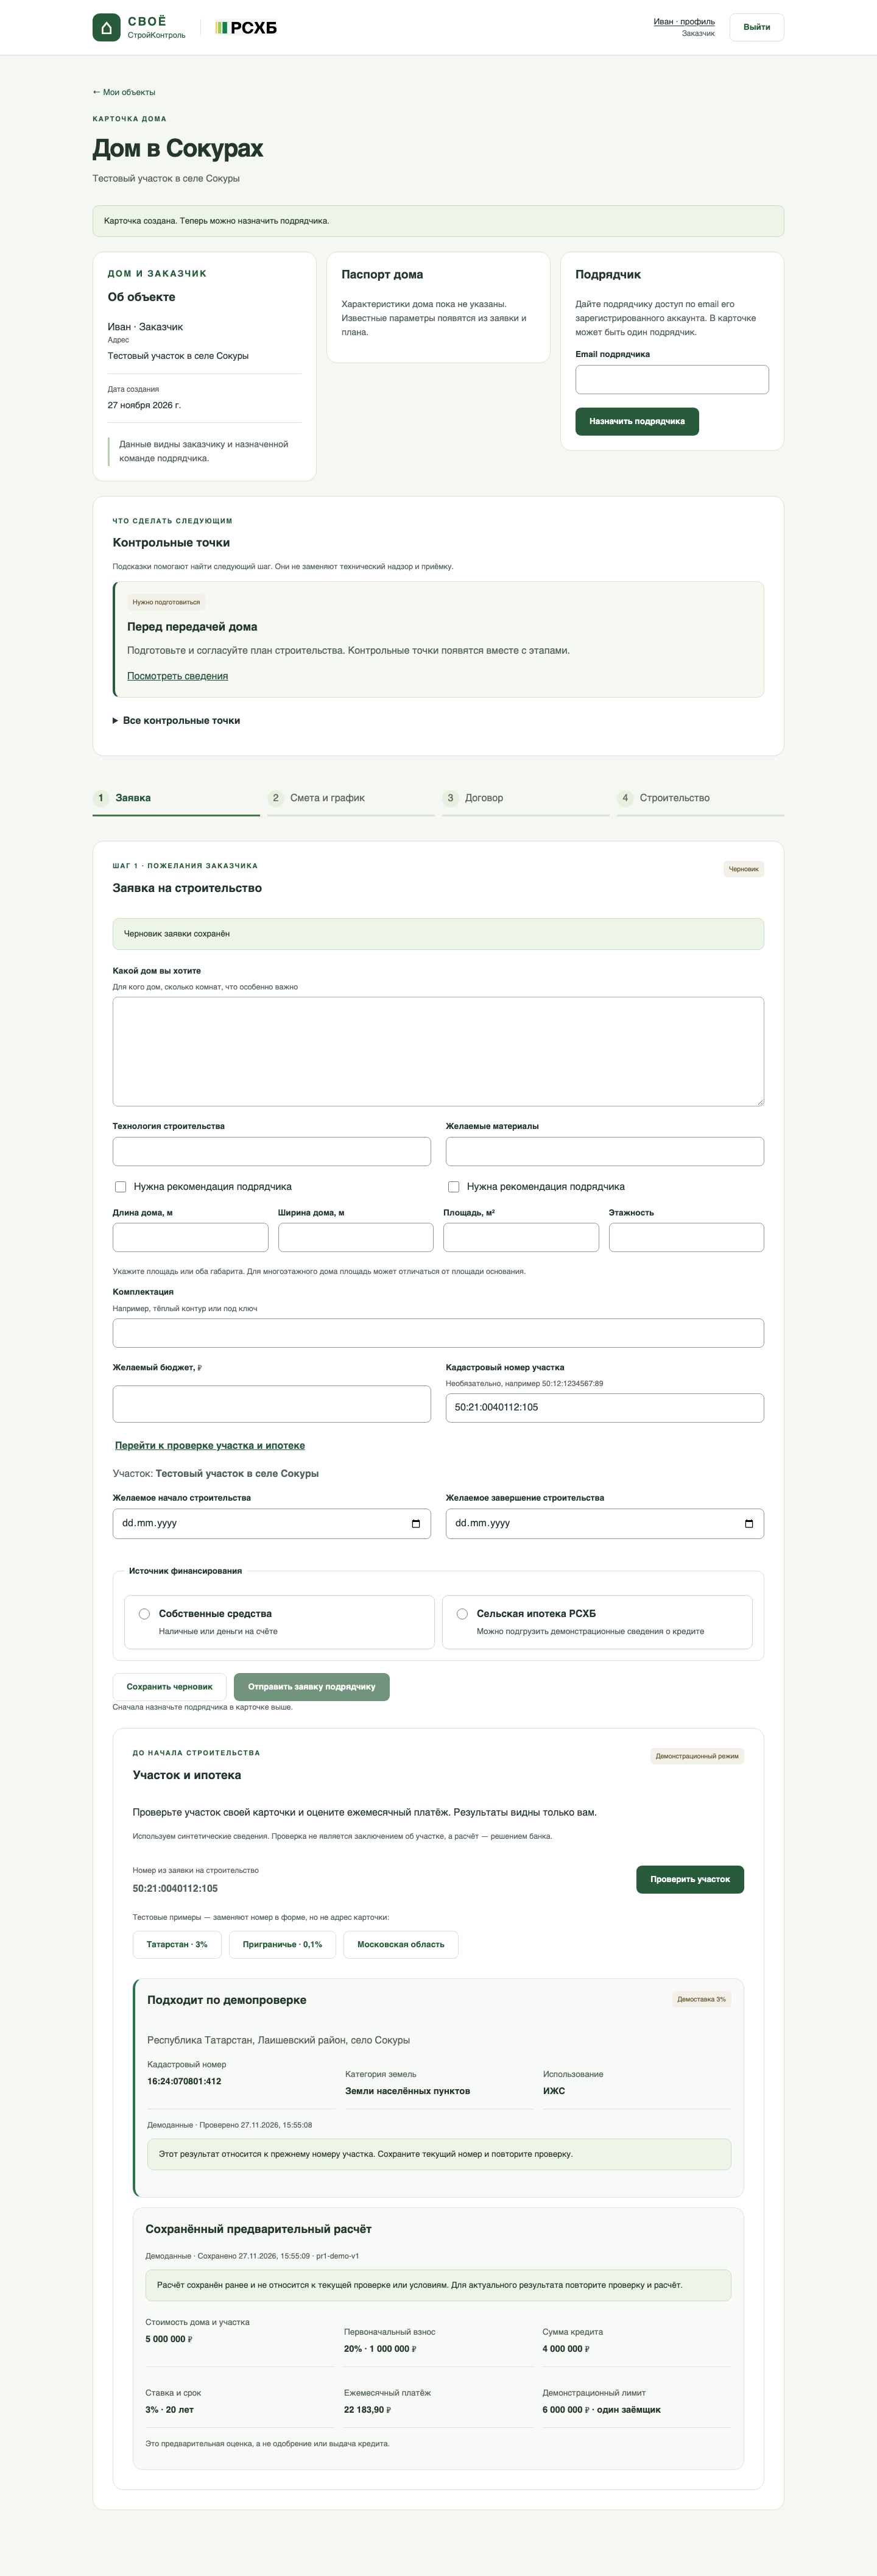 СВОЁ
СтройКонтроль
РСХБ
Иван · профиль
Заказчик
Выйти
← Мои объекты
КАРТОЧКА ДОМА
Дом в Сокурах
Тестовый участок в селе Сокуры
Карточка создана. Теперь можно назначить подрядчика.
ДОМ И ЗАКАЗЧИК
Об объекте
Иван · Заказчик
Адрес
Тестовый участок в селе Сокуры
Дата создания
27 ноября 2026 г.
Данные видны заказчику и назначенной
команде подрядчика.
Паспорт дома
Характеристики дома пока не указаны.
Известные параметры появятся из заявки и
плана.
Подрядчик
Дайте подрядчику доступ по email его
зарегистрированного аккаунта. В карточке
может быть один подрядчик.
Email подрядчика
Назначить подрядчика
ЧТО СДЕЛАТЬ СЛЕДУЮЩИМ
Контрольные точки
Подсказки помогают найти следующий шаг. Они не заменяют технический надзор и приёмку.
Нужно подготовиться
Перед передачей дома
Подготовьте и согласуйте план строительства. Контрольные точки появятся вместе с этапами.
Посмотреть сведения
▶ Все контрольные точки
1 Заявка
2 Смета и график
3 Договор
4 Строительство
ШАГ 1 · ПОЖЕЛАНИЯ ЗАКАЗЧИКА
Черновик
Заявка на строительство
Черновик заявки сохранён
Какой дом вы хотите
Для кого дом, сколько комнат, что особенно важно
Технология строительства
Желаемые материалы
Нужна рекомендация подрядчика
Нужна рекомендация подрядчика
Длина дома, м
Ширина дома, м
Площадь, м²
Этажность
Укажите площадь или оба габарита. Для многоэтажного дома площадь может отличаться от площади основания.
Комплектация
Например, тёплый контур или под ключ
Желаемый бюджет, ₽
Кадастровый номер участка
Необязательно, например 50:12:1234567:89
50:21:0040112:105
Перейти к проверке участка и ипотеке
Участок: Тестовый участок в селе Сокуры
Желаемое начало строительства
Желаемое завершение строительства
dd.mm.yyyy
dd.mm.yyyy
Источник финансирования
Собственные средства
Наличные или деньги на счёте
Сельская ипотека РСХБ
Можно подгрузить демонстрационные сведения о кредите
Сохранить черновик
Отправить заявку подрядчику
Сначала назначьте подрядчика в карточке выше.
ДО НАЧАЛА СТРОИТЕЛЬСТВА
Демонстрационный режим
Участок и ипотека
Проверьте участок своей карточки и оцените ежемесячный платёж. Результаты видны только вам.
Используем синтетические сведения. Проверка не является заключением об участке, а расчёт — решением банка.
Номер из заявки на строительство
50:21:0040112:105
Проверить участок
Тестовые примеры — заменяют номер в форме, но не адрес карточки:
Татарстан · 3%
Приграничье · 0,1%
Московская область
Подходит по демопроверке
Демоставка 3%
Республика Татарстан, Лаишевский район, село Сокуры
Кадастровый номер
16:24:070801:412
Категория земель
Земли населённых пунктов
Использование
ИЖС
Демоданные · Проверено 27.11.2026, 15:55:08
Этот результат относится к прежнему номеру участка. Сохраните текущий номер и повторите проверку.
Сохранённый предварительный расчёт
Демоданные · Сохранено 27.11.2026, 15:55:09 · pr1-demo-v1
Расчёт сохранён ранее и не относится к текущей проверке или условиям. Для актуального результата повторите проверку и расчёт.
Стоимость дома и участка
5 000 000 ₽
Первоначальный взнос
20% · 1 000 000 ₽
Сумма кредита
4 000 000 ₽
Ставка и срок
3% · 20 лет
Ежемесячный платёж
22 183,90 ₽
Демонстрационный лимит
6 000 000 ₽ · один заёмщик
Это предварительная оценка, а не одобрение или выдача кредита.